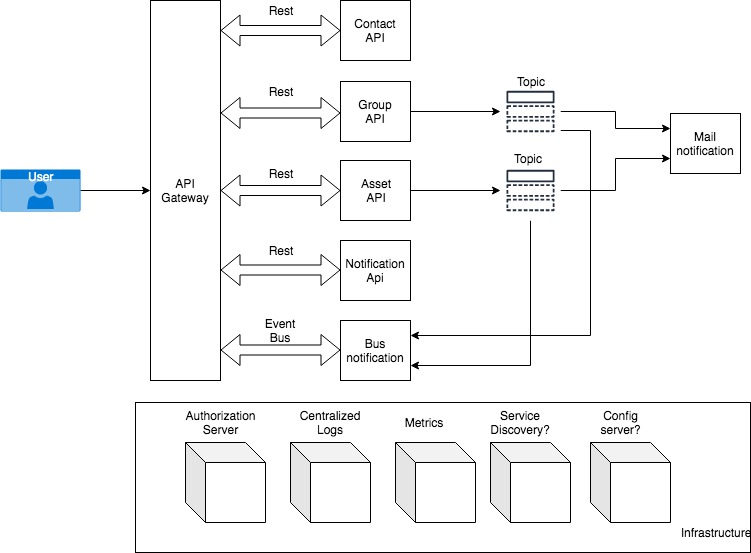 Rest
Contact
API
Rest
Group
API
Topic
Mail
notification
User
API
Gateway
Rest
Asset
API
Topic
Rest
Notification
Api
Event
Bus
Bus
notification
Authorization
Server
Centralized
Logs
Metrics
Service
Discovery?
Config
server?
Infrastructure